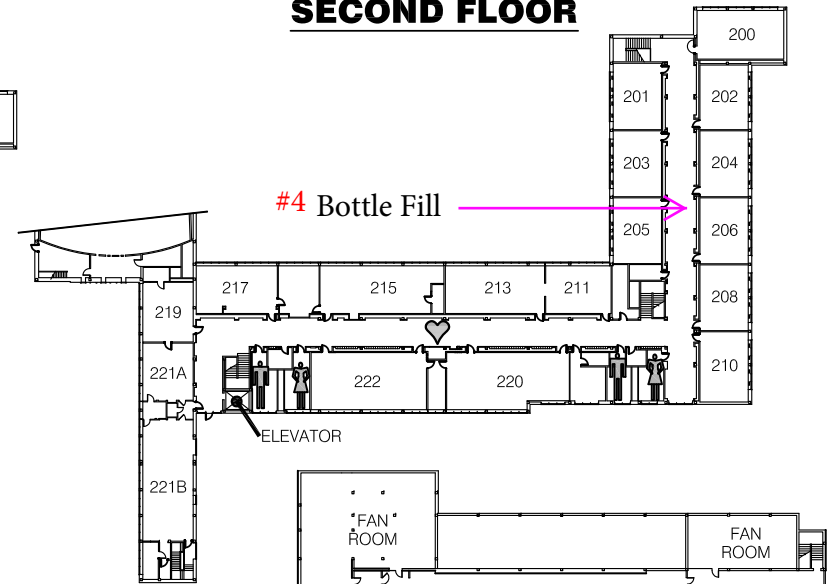 SECOND FLOOR
200
201
202
203
204
#4 Bottle Fill
205
206
217
215
213
211
208
219
210
221A
222
220
ELEVATOR
221B
FAN
ROOM
FAN
ROOM